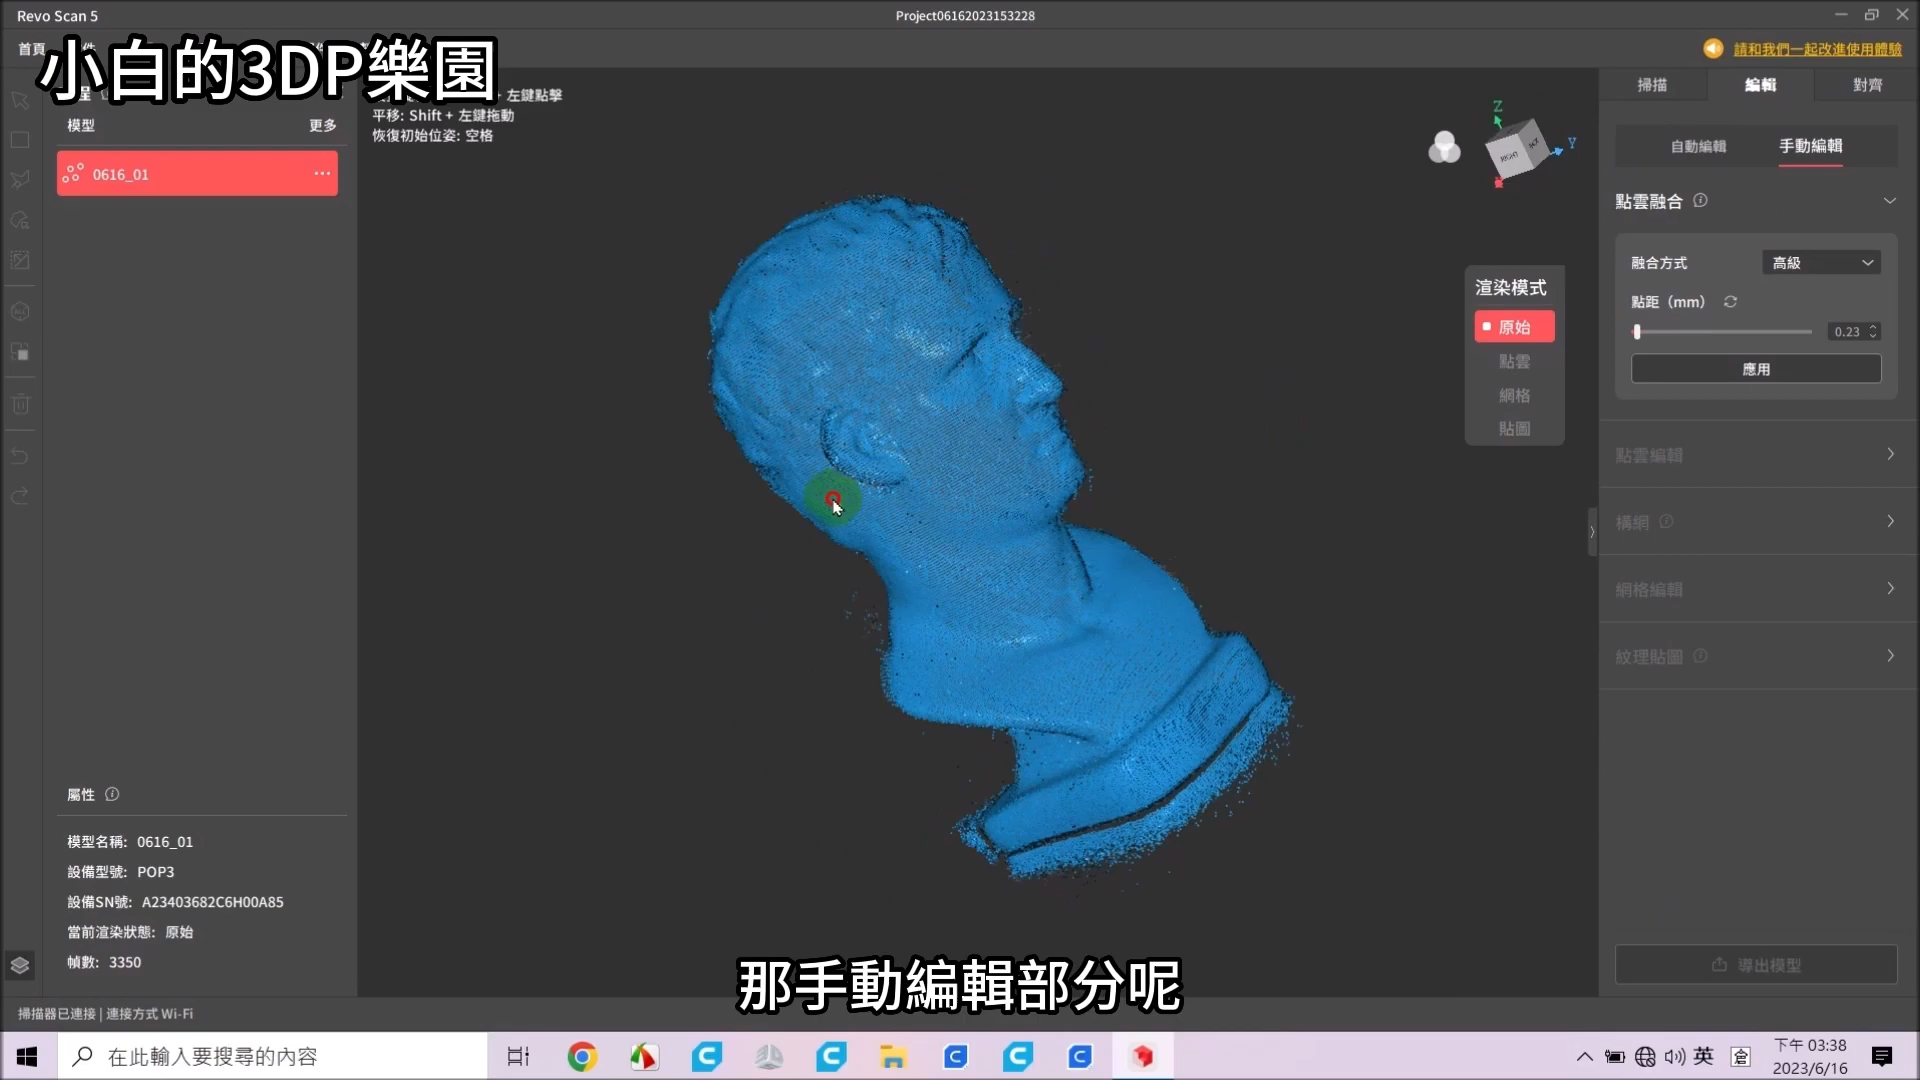 Revo Scan 5
Project06162023153228
首頁
小白的3DP樂園
請和我們一起改進使用體驗
掃描
編輯
對齊
+ 左鍵點擊
平移: Shift + 左鍵拖動
恢復初始位姿: 空格
模型
更多
0616_01
Z
Y
RIGHT
自動編輯
手動編輯
點雲融合
融合方式
高級
點距（mm）
0.23
應用
渲染模式
原始
點雲
網格
貼圖
點雲編輯
構網
網格編輯
紋理貼圖
屬性
模型名稱: 0616_01
設備型號: POP3
設備SN號: A23403682C6H00A85
當前渲染狀態: 原始
幀數: 3350
導出模型
那手動編輯部分呢
掃描器已連接 | 連接方式 Wi-Fi
在此輸入要搜尋的內容
英
倉
下午 03:38
2023/6/16